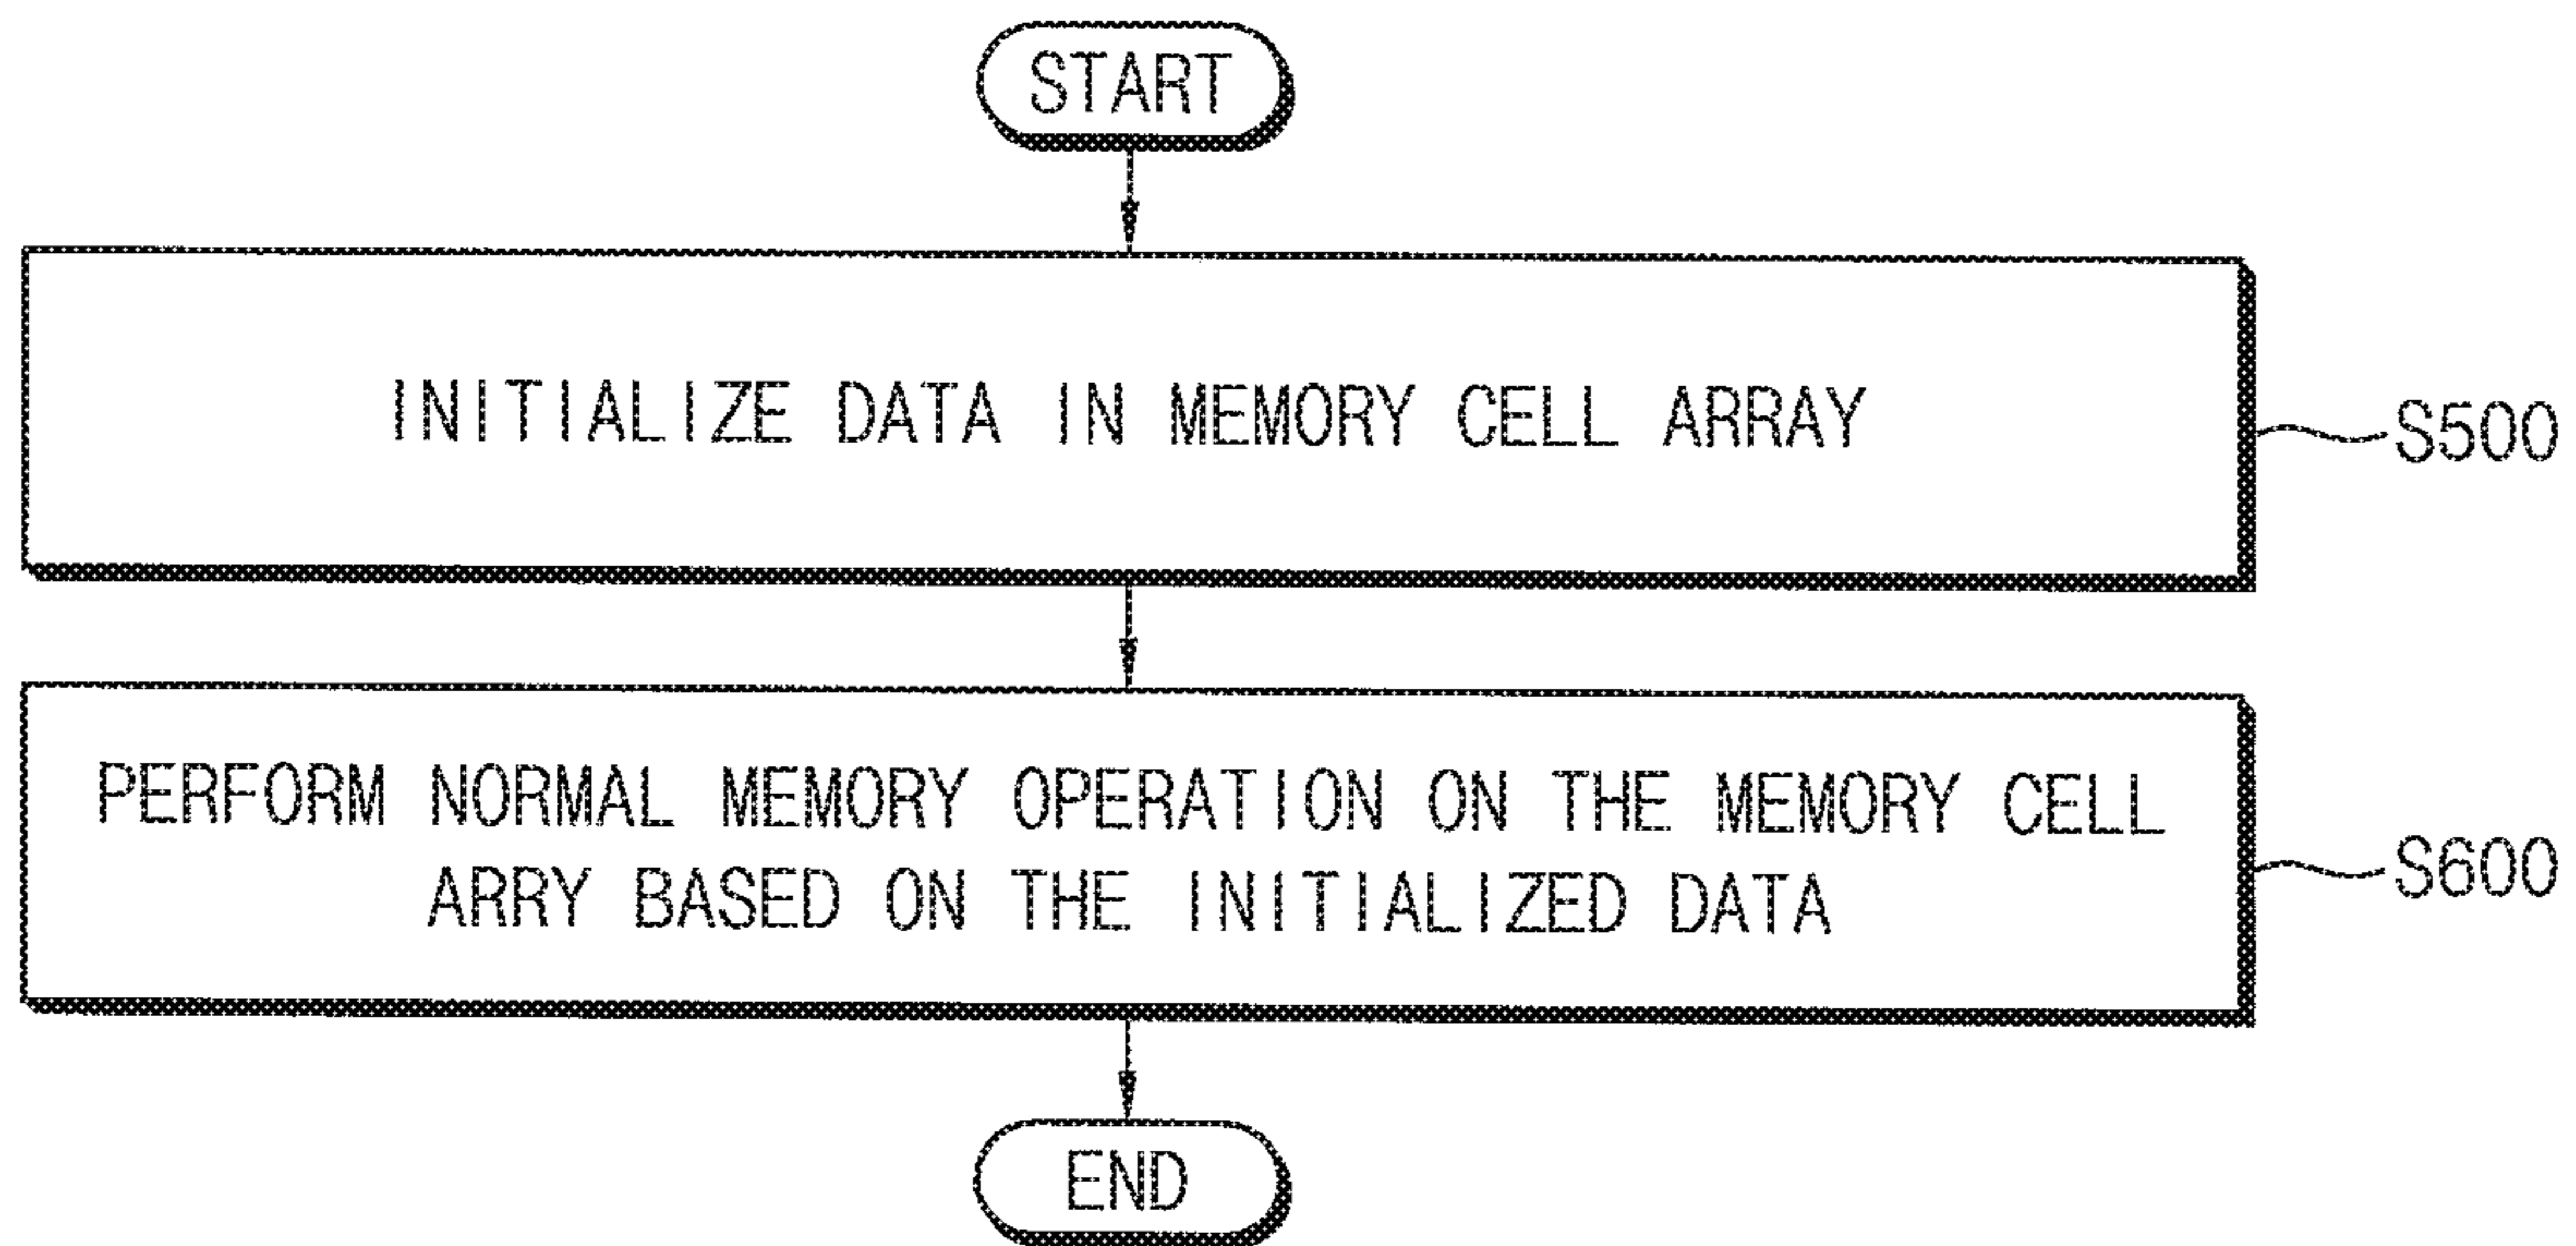 START
INITIALIZE DATA IN MEMORY CELL ARRAY
S500
PERFORM NORMAL MEMORY OPERATION ON THE MEMORY CELL
ARRY BASED ON THE INITIALIZED DATA
S600
END